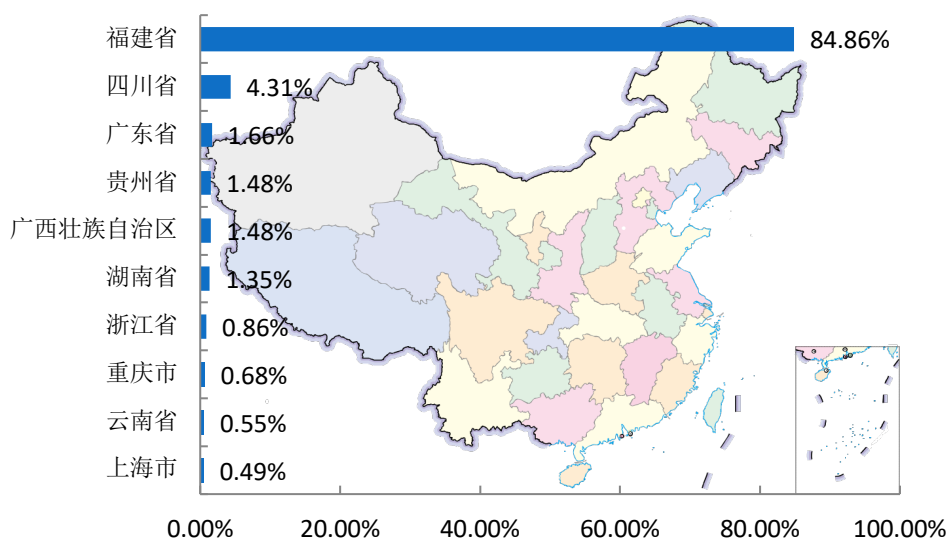 福建省 84.86%
四川省 4.31%
广东省 1.66%
贵州省 1.48%
广西壮族自治区 1.48%
湖南省 1.35%
浙江省 0.86%
重庆市 0.68%
云南省 0.55%
上海市 0.49%
0.00% 20.00% 40.00% 60.00% 80.00% 100.00%